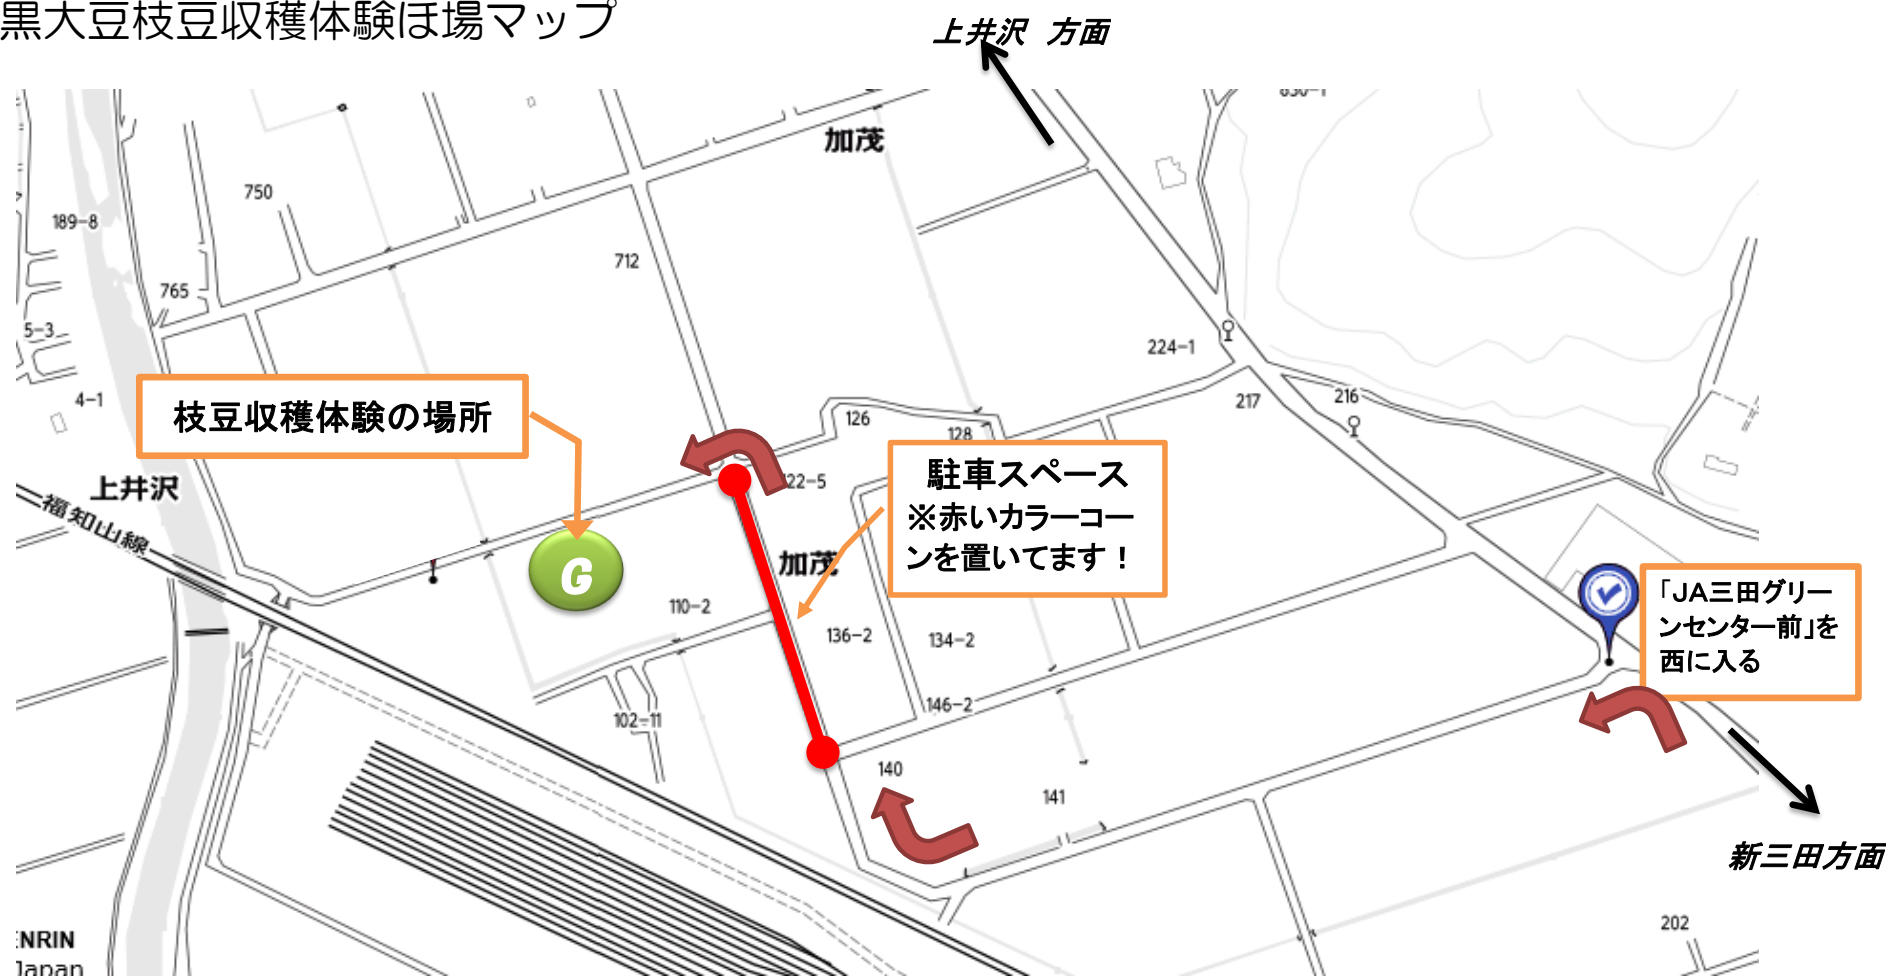 黒大豆枝豆収穫体験ほ場マップ
上井沢 方面
830-1
加茂
750
189-8
712
765
5-3
224-1
4-1
216
217
枝豆収穫体験の場所
126
128
駐車スペース
※赤いカラーコー
ンを置いてます！
22-5
上井沢
福知山線
加茂
G
「JA三田グリー
ンセンター前」を
西に入る
110-2
136-2
134-2
146-2
102-11
140
141
新三田方面
202
NRIN
Japan